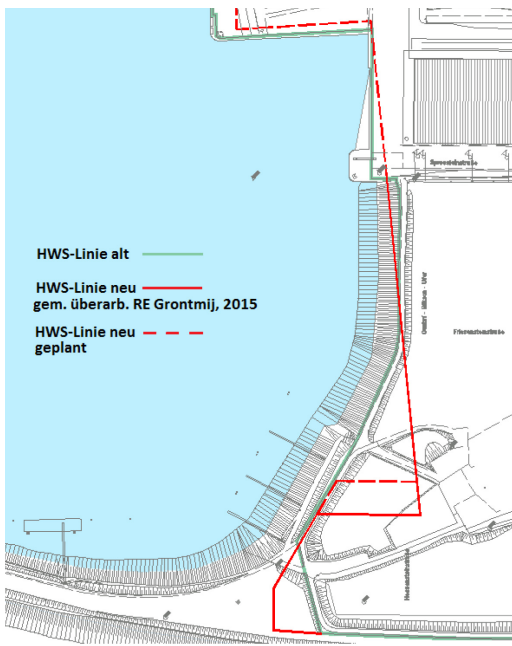 HWS-Linie alt
HWS-Linie neu
gem. überarb. RE Grontmij, 2015
HWS-Linie neu
geplant